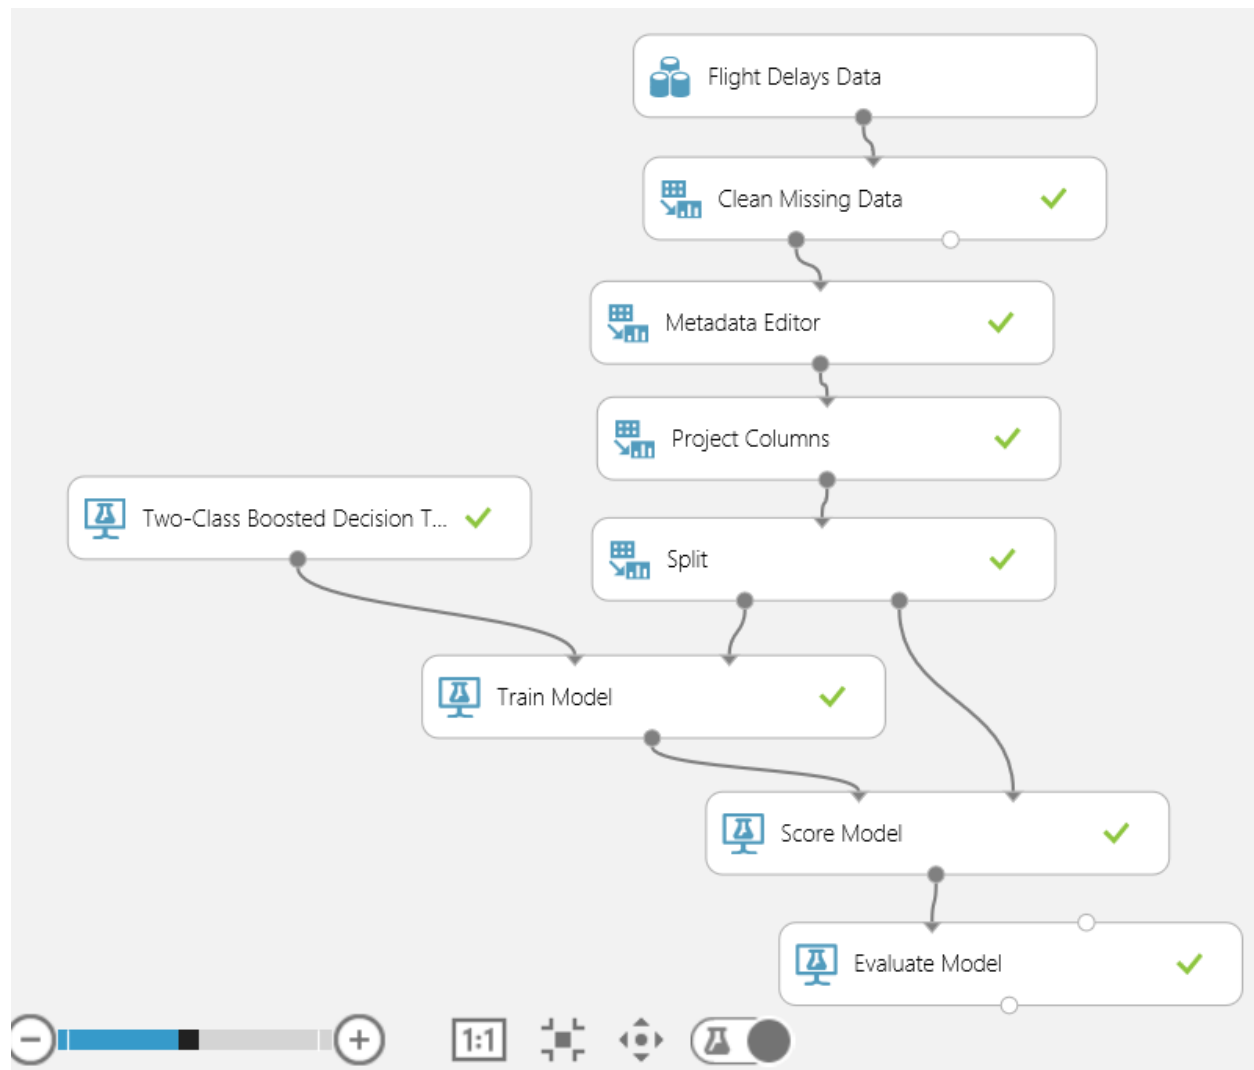 Flight Delays Data
Clean Missing Data
Metadata Editor
Project Columns
Two-Class Boosted Decision T...
Split
Train Model
Score Model
Evaluate Model
1:1